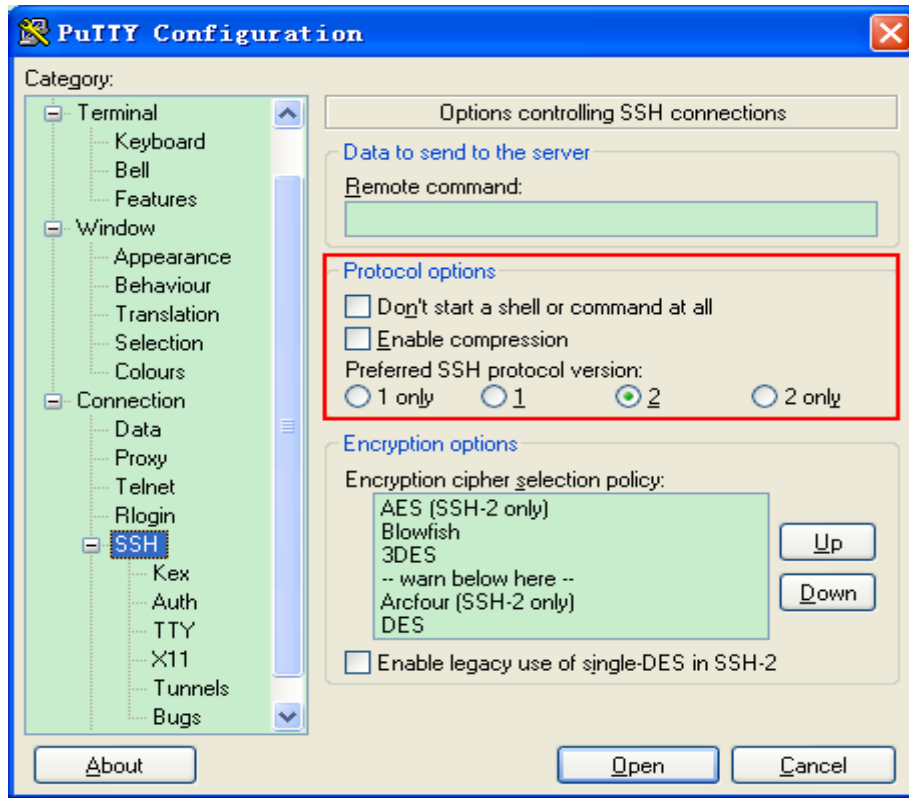 PuTTY Configuration
Category:
Terminal
Keyboard
Bell
Features
Window
Appearance
Behaviour
Translation
Selection
Colours
Connection
Data
Proxy
Telnet
Rlogin
SSH
Kex
Auth
TTY
X11
Tunnels
Bugs
Options controlling SSH connections
Data to send to the server
Remote command:
Protocol options
Don't start a shell or command at all
Enable compression
Preferred SSH protocol version:
1 only 1 2 2 only
Encryption options
Encryption cipher selection policy:
AES (SSH-2 only)
Blowfish
3DES
-- warn below here --
Arcfour (SSH-2 only)
DES
Up
Down
Enable legacy use of single-DES in SSH-2
About Open Cancel